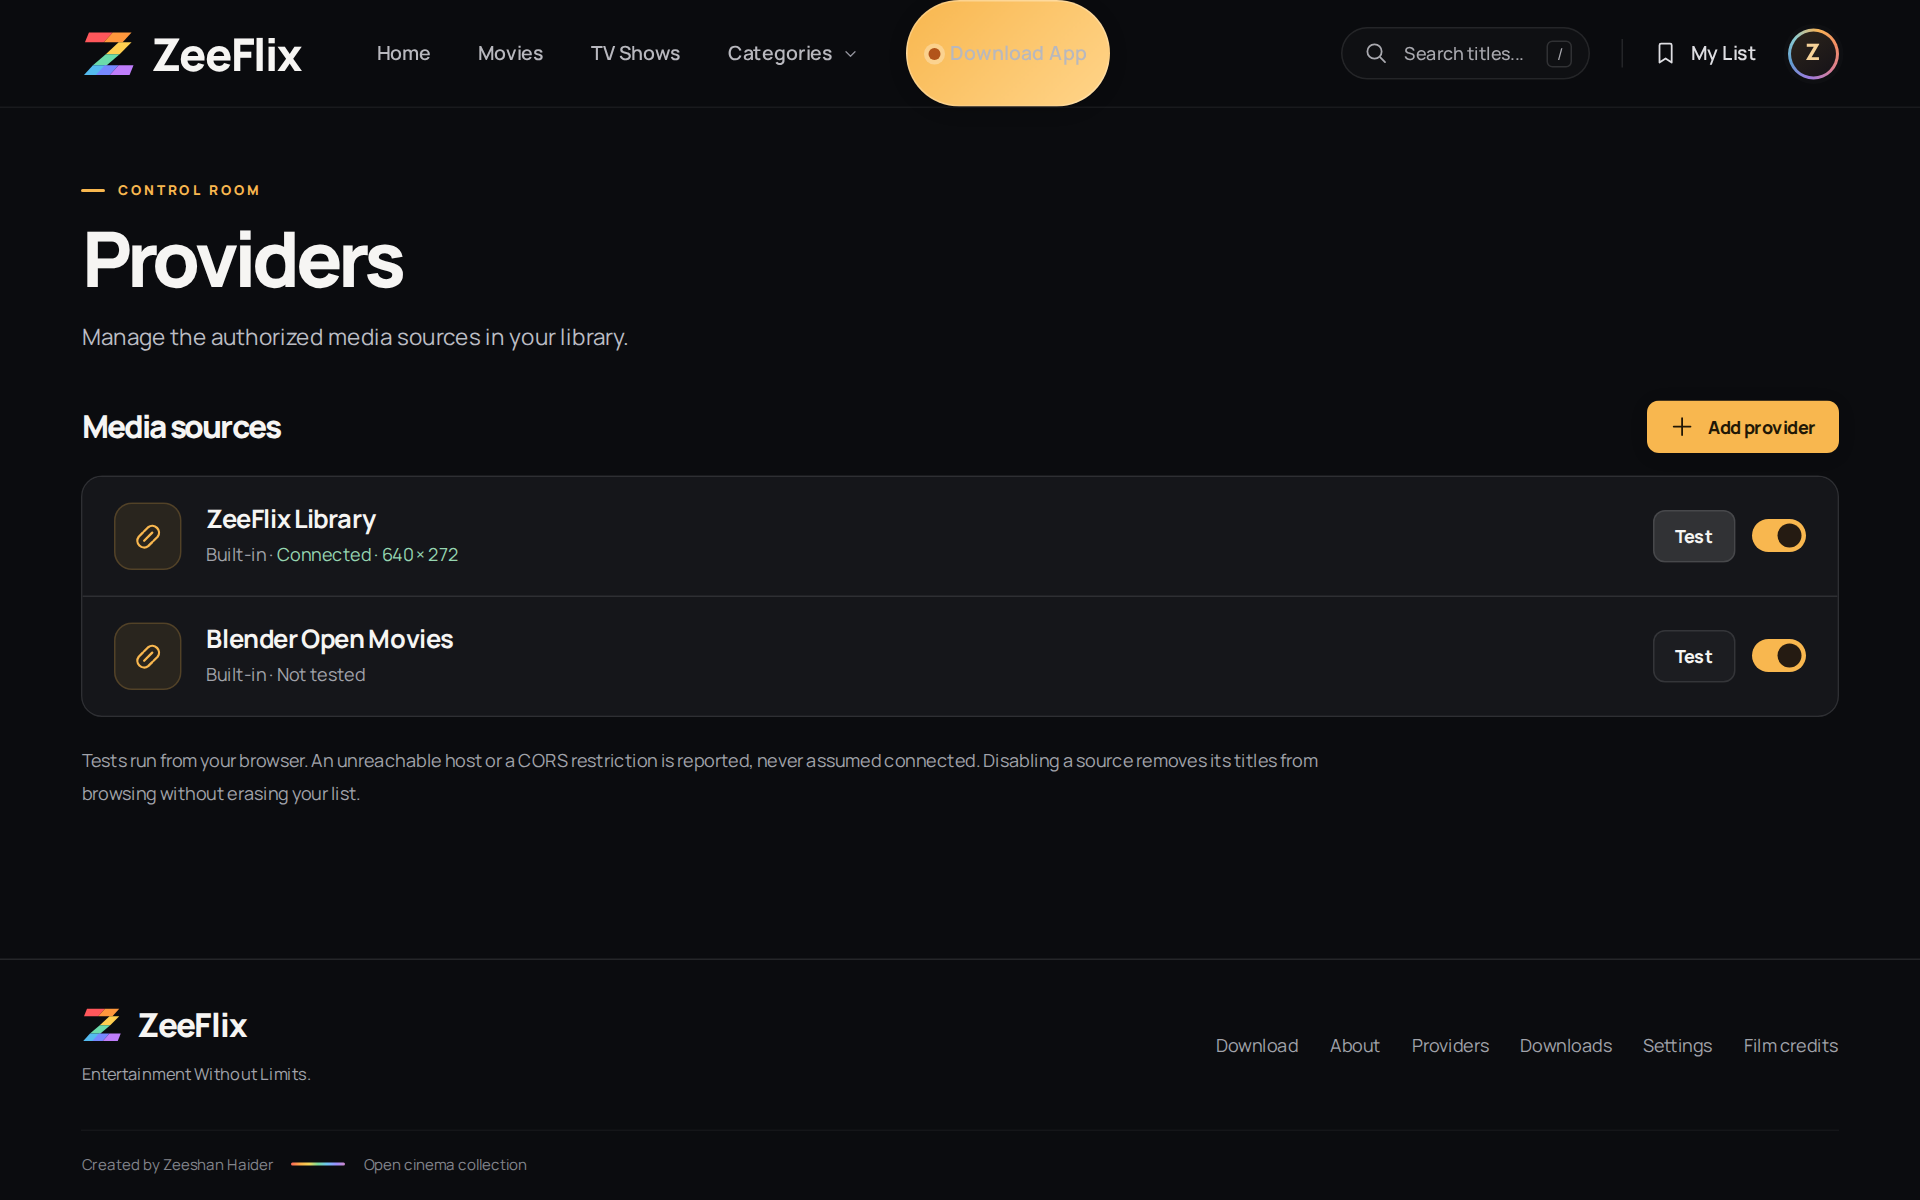 ZeeFlix
Home
Movies
TV Shows
Categories
Download App
Search titles...
/
My List
Z
CONTROL ROOM
Providers
Manage the authorized media sources in your library.
Media sources
Add provider
ZeeFlix Library
Built-in · Connected · 640 × 272
Test
Blender Open Movies
Built-in · Not tested
Test
Tests run from your browser. An unreachable host or a CORS restriction is reported, never assumed connected. Disabling a source removes its titles from
browsing without erasing your list.
ZeeFlix
Entertainment Without Limits.
Download
About
Providers
Downloads
Settings
Film credits
Created by Zeeshan Haider
Open cinema collection